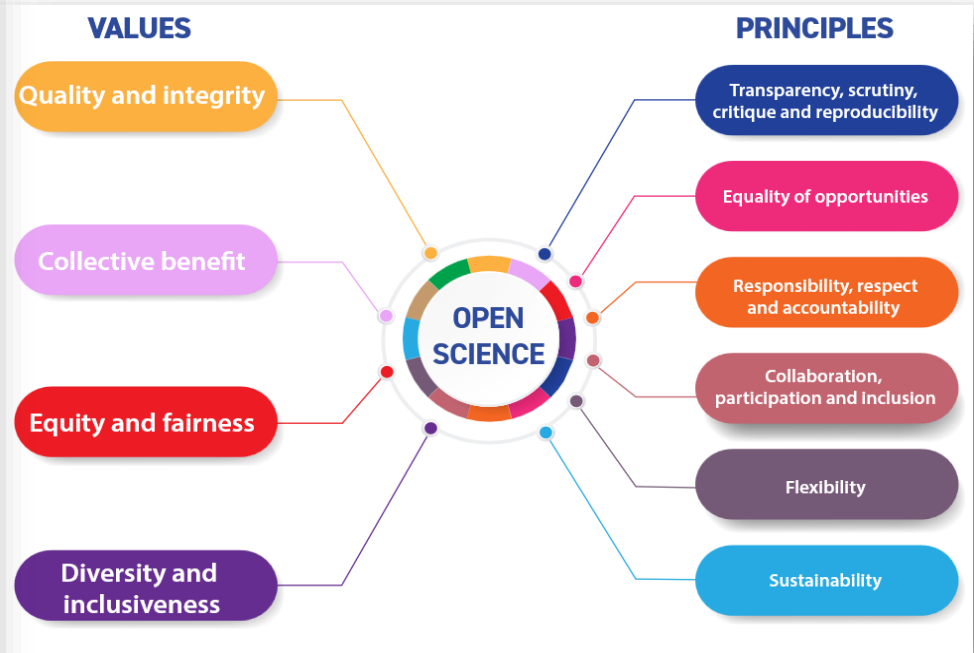 VALUES
Quality and integrity
Collective benefit
Equity and fairness
Diversity and
inclusiveness
OPEN
SCIENCE
PRINCIPLES
Transparency, scrutiny,
critique and reproducibility
Equality of opportunities
Responsibility, respect
and accountability
Collaboration,
participation and inclusion
Flexibility
Sustainability